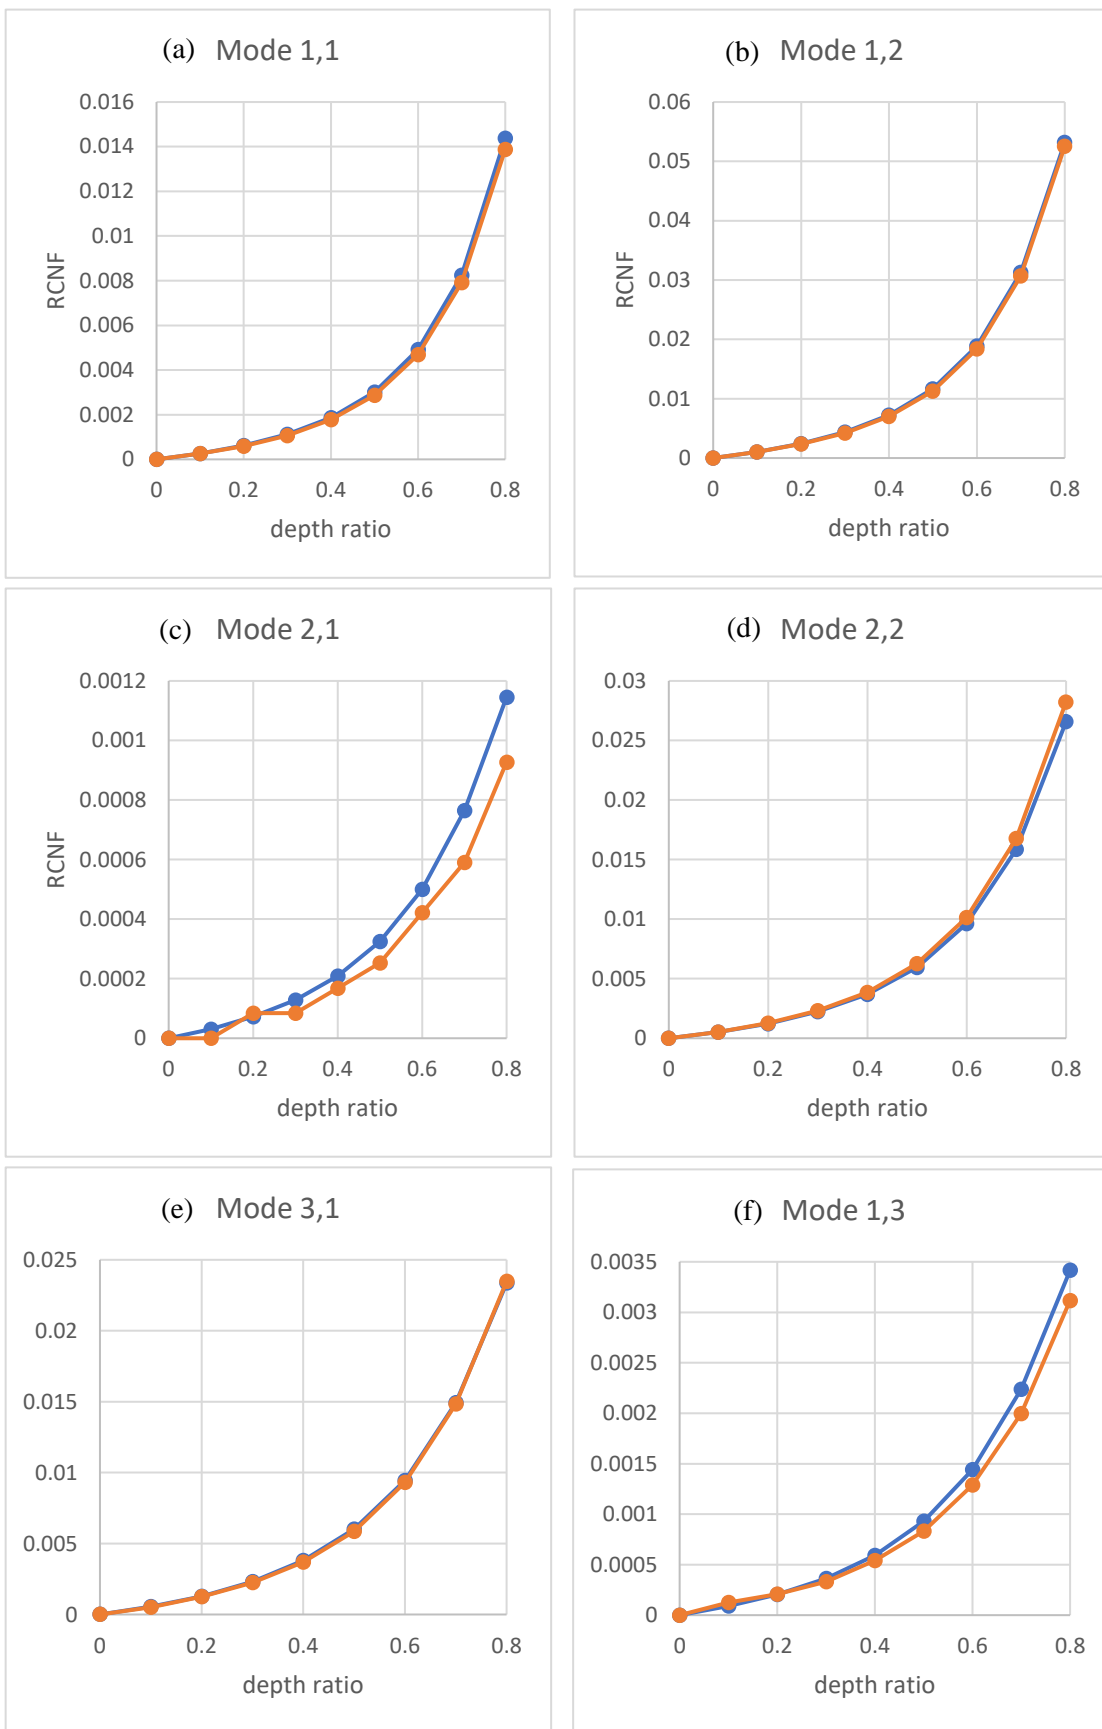 (a) Mode 1,1
0.016
0.014
0.012
0.01
0.008
0.006
0.004
0.002
0
RCNF
0 0.2 0.4 0.6 0.8
depth ratio
(b) Mode 1,2
0.06
0.05
0.04
0.03
0.02
0.01
0
RCNF
0 0.2 0.4 0.6 0.8
depth ratio
(c) Mode 2,1
0.0012
0.001
0.0008
0.0006
0.0004
0.0002
0
RCNF
0 0.2 0.4 0.6 0.8
depth ratio
(d) Mode 2,2
0.03
0.025
0.02
0.015
0.01
0.005
0
0 0.2 0.4 0.6 0.8
depth ratio
(e) Mode 3,1
0.025
0.02
0.015
0.01
0.005
0
0 0.2 0.4 0.6 0.8
depth ratio
(f) Mode 1,3
0.0035
0.003
0.0025
0.002
0.0015
0.001
0.0005
0
0 0.2 0.4 0.6 0.8
depth ratio